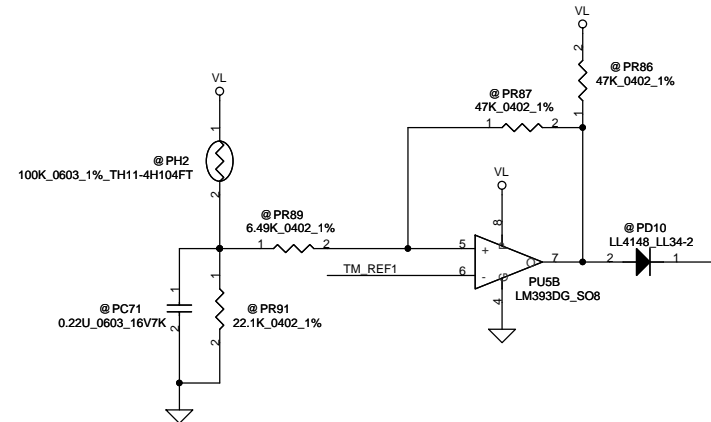 VL
2
@PR86
47K_0402_1%
1
VL
@PR87
47K_0402_1%
1
2
1
@PH2
100K_0603_1%_TH11-4H104FT
2
VL
@PR89
6.49K_0402_1%
1
2
8
P
5
+
TM_REF1
6
-
O
7
G
4
PU5B
LM393DG_SO8
@PD10
LL4148_LL34-2
2
1
1
@PC71
0.22U_0603_16V7K
2
1
@PR91
22.1K_0402_1%
2